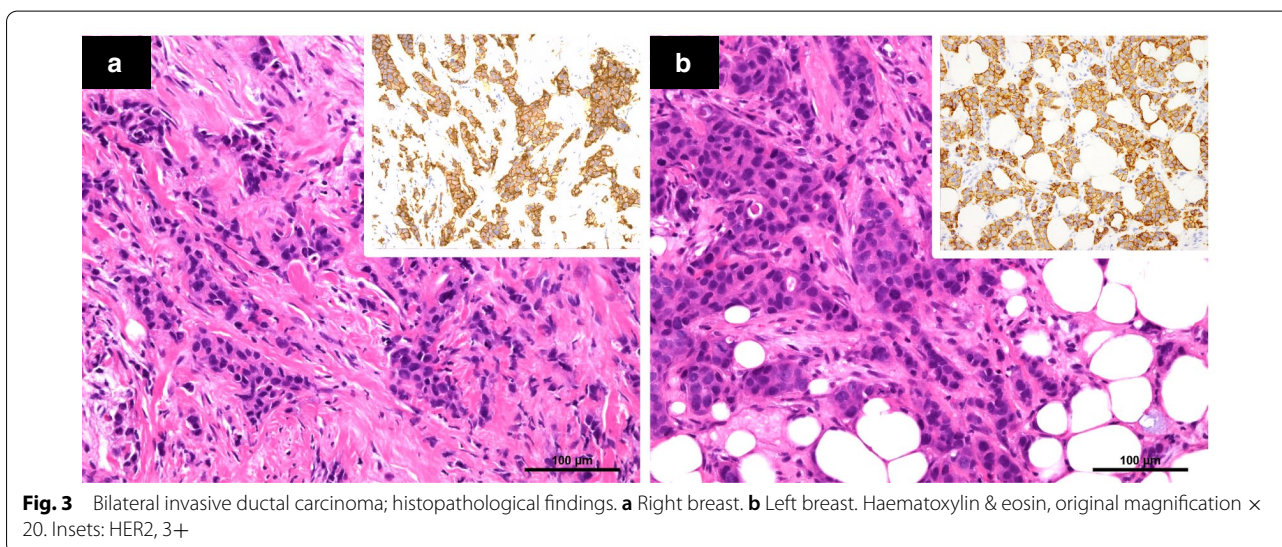 a
b
100 µm
100 µm
Fig. 3 Bilateral invasive ductal carcinoma; histopathological findings. a Right breast. b Left breast. Haematoxylin & eosin, original magnification ×
20. Insets: HER2, 3+